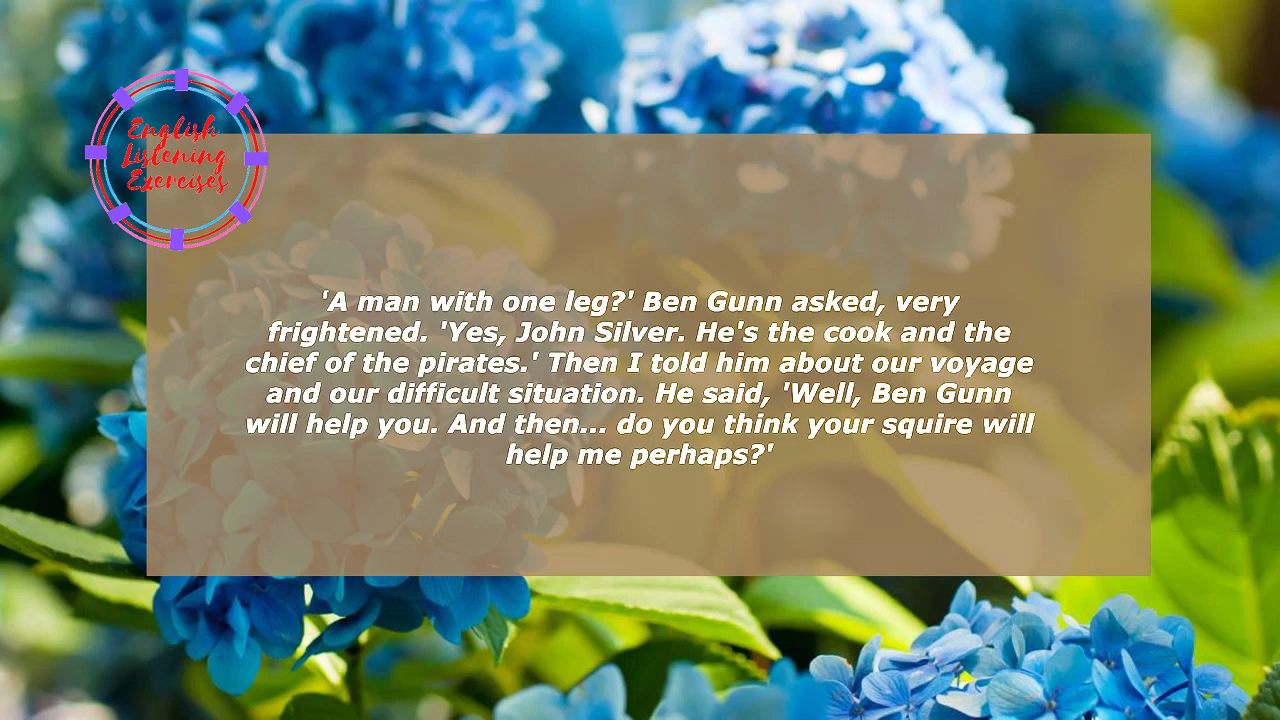 English
Listening
Exercises
'A man with one leg?' Ben Gunn asked, very
frightened. 'Yes, John Silver. He's the cook and the
chief of the pirates.' Then I told him about our voyage
and our difficult situation. He said, 'Well, Ben Gunn
will help you. And then... do you think your squire will
help me perhaps?'